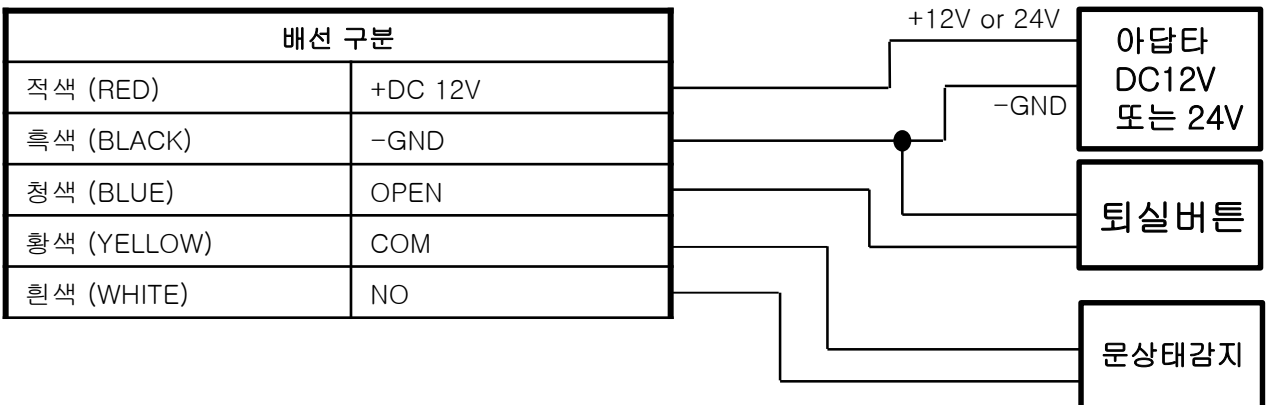 배선 구분
적색 (RED) +DC 12V
흑색 (BLACK) -GND
청색 (BLUE) OPEN
황색 (YELLOW) COM
흰색 (WHITE) NO
+12V or 24V
-GND
아답타
DC12V
또는 24V
퇴실버튼
문상태감지